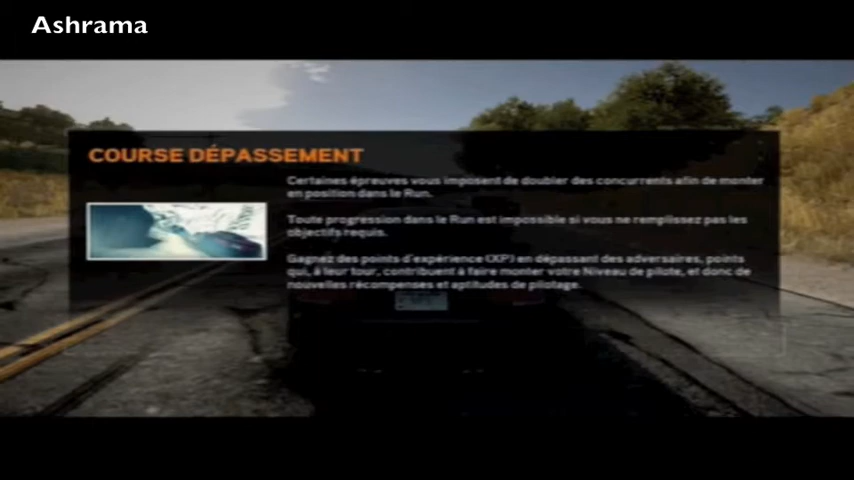 Ashrama
COURSE DÉPASSEMENT
Certaines épreuves vous imposent de doubler des concurrents afin de monter
en position dans le Run.
Toute progression dans le Run est impossible si vous ne remplissez pas les
objectifs requis.
Gagnez des points d'expérience (XP) en dépassant des adversaires, points
qui, à leur tour, contribuent à faire monter votre Niveau de pilote, et donc de
nouvelles récompenses et aptitudes de pilotage.